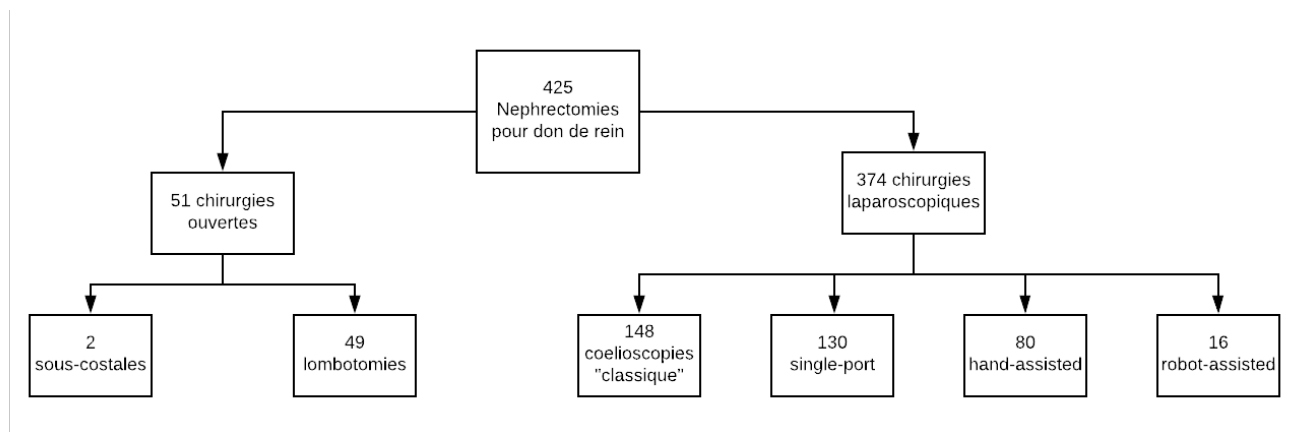 425
Nephrectomies
pour don de rein
51 chirurgies
ouvertes
374 chirurgies
laparoscopiques
2
sous-costales
49
lombotomies
148
coelioscopies
"classique"
130
single-port
80
hand-assisted
16
robot-assisted